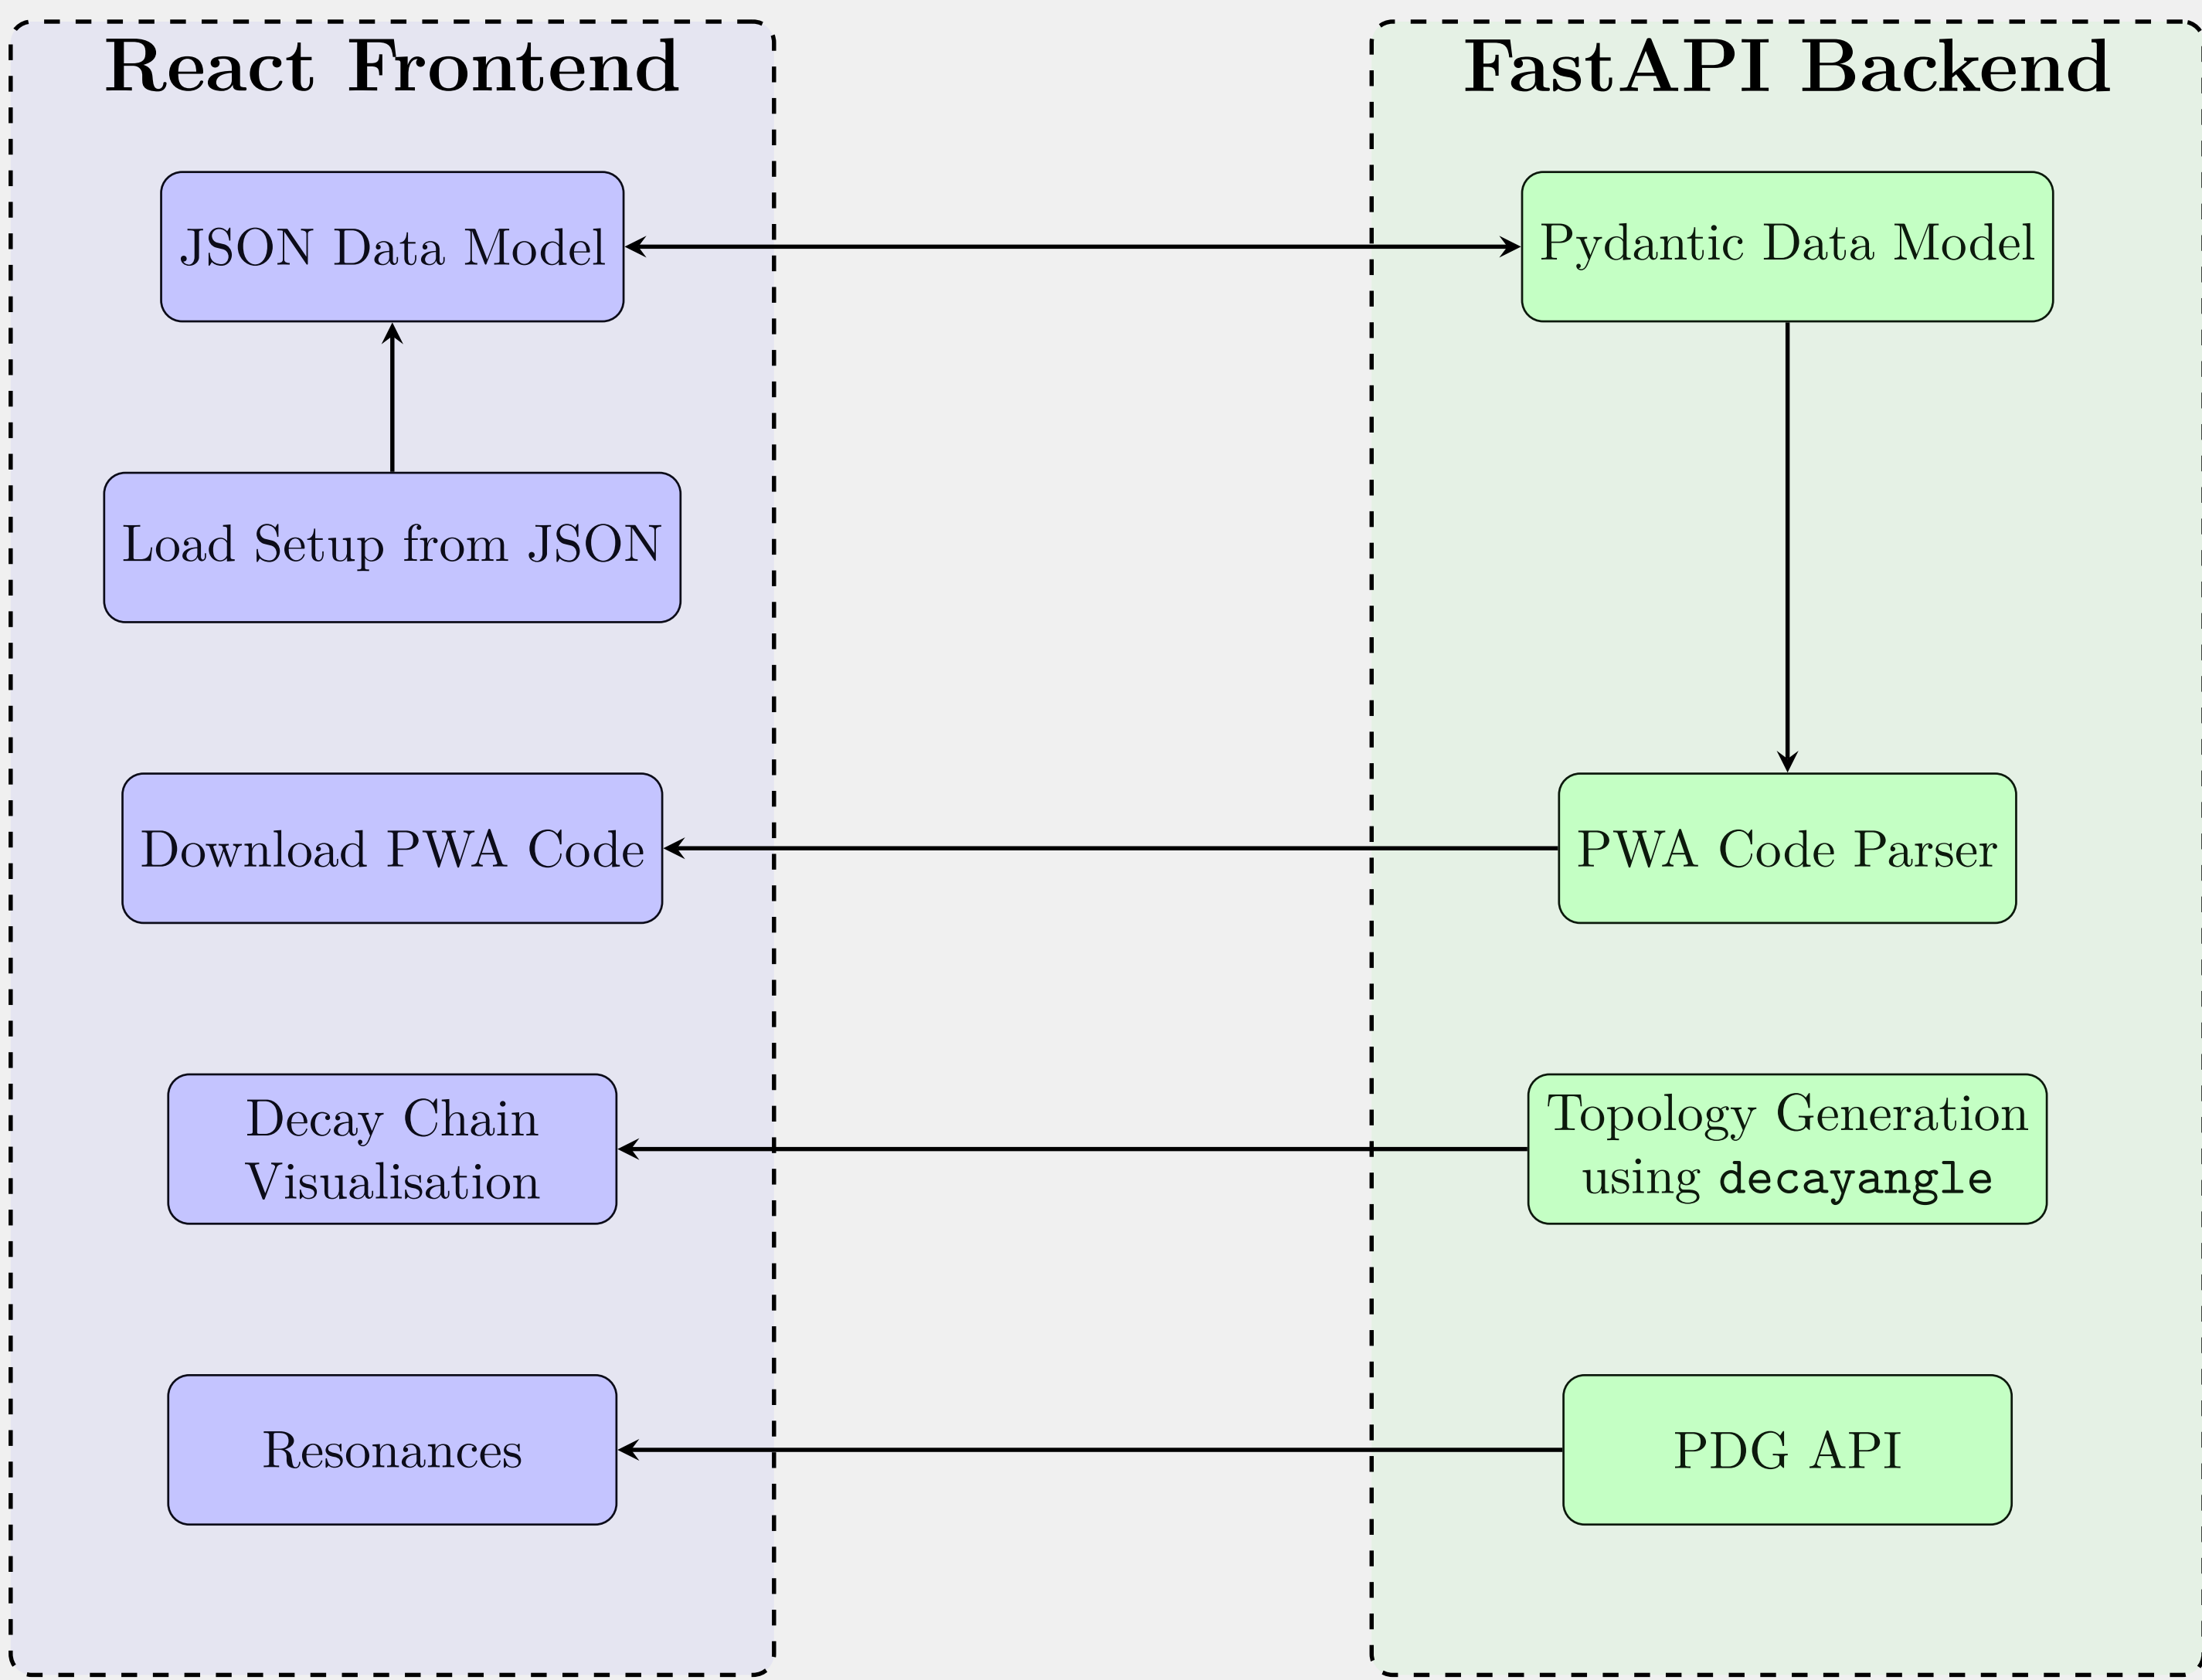 React Frontend
JSON Data Model
Load Setup from JSON
Download PWA Code
Decay Chain
Visualisation
Resonances
FastAPI Backend
Pydantic Data Model
PWA Code Parser
Topology Generation
using decayangle
PDG API